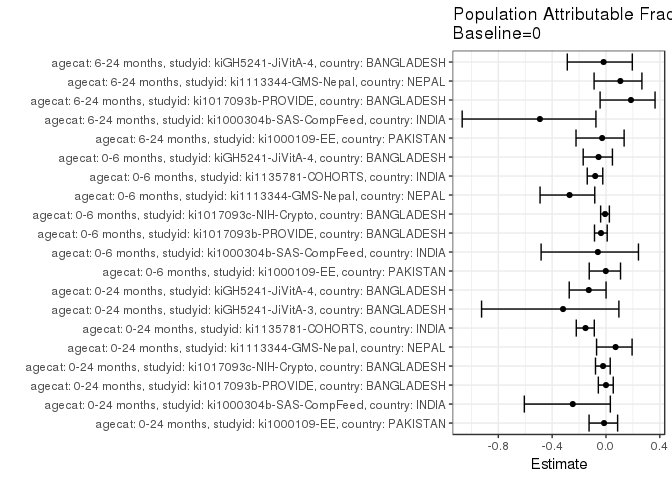 Population Attributable Frac
Baseline=0
agecat: 6-24 months, studyid: kiGH5241-JiVitA-4, country: BANGLADESH
agecat: 6-24 months, studyid: ki1113344-GMS-Nepal, country: NEPAL
agecat: 6-24 months, studyid: ki1017093b-PROVIDE, country: BANGLADESH
agecat: 6-24 months, studyid: ki1000304b-SAS-CompFeed, country: INDIA
agecat: 6-24 months, studyid: ki1000109-EE, country: PAKISTAN
agecat: 0-6 months, studyid: kiGH5241-JiVitA-4, country: BANGLADESH
agecat: 0-6 months, studyid: ki1135781-COHORTS, country: INDIA
agecat: 0-6 months, studyid: ki1113344-GMS-Nepal, country: NEPAL
agecat: 0-6 months, studyid: ki1017093c-NIH-Crypto, country: BANGLADESH
agecat: 0-6 months, studyid: ki1017093b-PROVIDE, country: BANGLADESH
agecat: 0-6 months, studyid: ki1000304b-SAS-CompFeed, country: INDIA
agecat: 0-6 months, studyid: ki1000109-EE, country: PAKISTAN
agecat: 0-24 months, studyid: kiGH5241-JiVitA-4, country: BANGLADESH
agecat: 0-24 months, studyid: kiGH5241-JiVitA-3, country: BANGLADESH
agecat: 0-24 months, studyid: ki1135781-COHORTS, country: INDIA
agecat: 0-24 months, studyid: ki1113344-GMS-Nepal, country: NEPAL
agecat: 0-24 months, studyid: ki1017093c-NIH-Crypto, country: BANGLADESH
agecat: 0-24 months, studyid: ki1017093b-PROVIDE, country: BANGLADESH
agecat: 0-24 months, studyid: ki1000304b-SAS-CompFeed, country: INDIA
agecat: 0-24 months, studyid: ki1000109-EE, country: PAKISTAN
-0.8 -0.4 0.0 0.4
Estimate